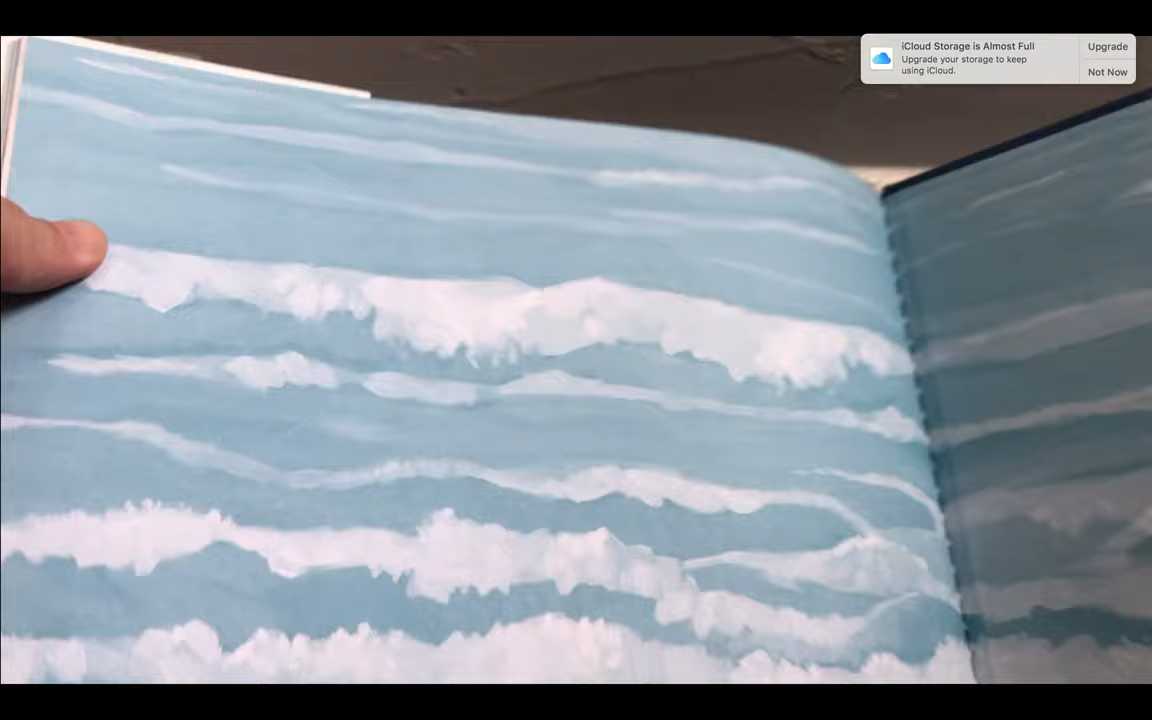 iCloud Storage is Almost Full
Upgrade your storage to keep
using iCloud.
Upgrade
Not Now